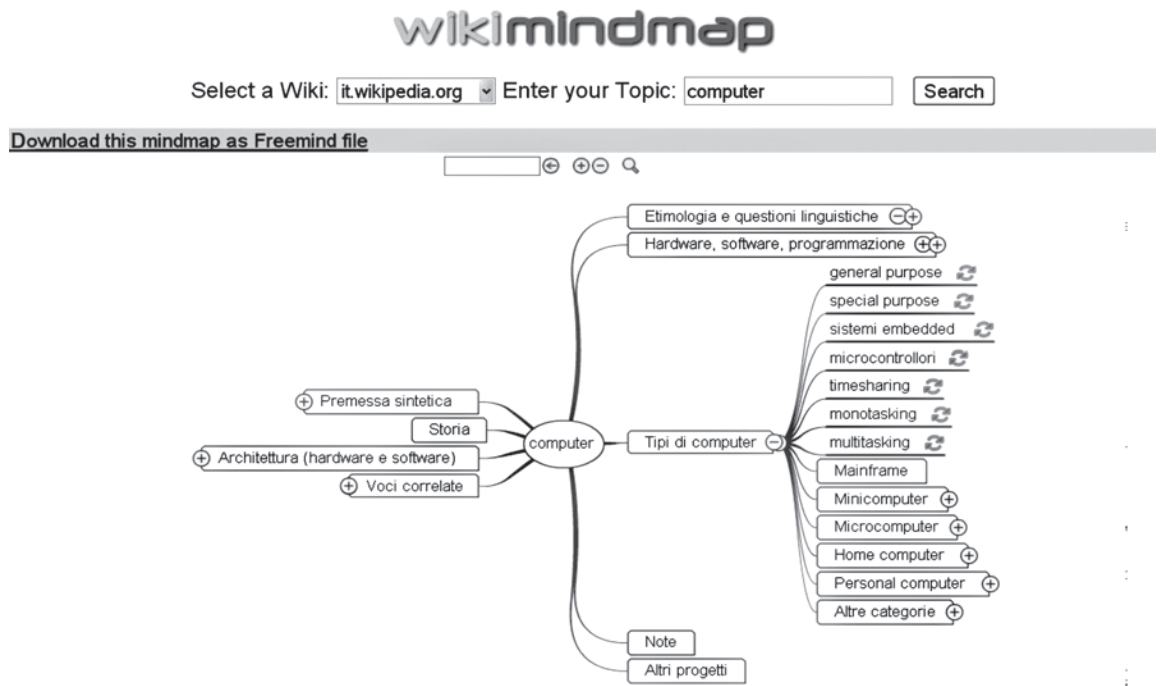 wikimindmap
Select a Wiki: it.wikipedia.org Enter your Topic: computer Search
Download this mindmap as Freemind file
Etimologia e questioni linguistiche
Hardware, software, programmazione
general purpose
special purpose
sistemi embedded
microcontrollori
timesharing
monotasking
multitasking
Premessa sintetica
Storia
Architettura (hardware e software)
Voci correlate
computer
Tipi di computer
Mainframe
Minicomputer
Microcomputer
Home computer
Personal computer
Altre categorie
Note
Altri progetti